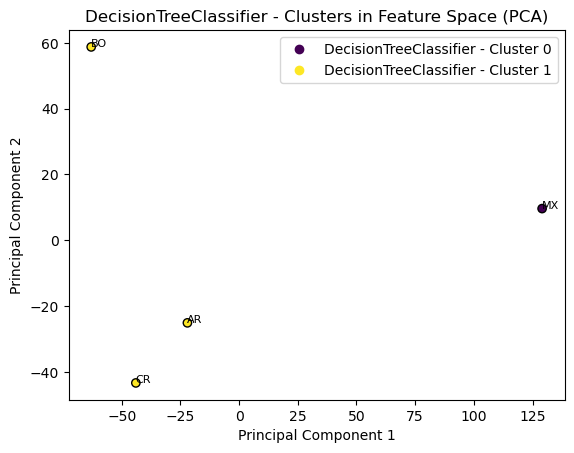 DecisionTreeClassifier - Clusters in Feature Space (PCA)
DecisionTreeClassifier - Cluster 0
DecisionTreeClassifier - Cluster 1
BO
MX
AR
CR
60
40
20
0
−20
−40
Principal Component 2
−50
−25
0
25
50
75
100
125
Principal Component 1